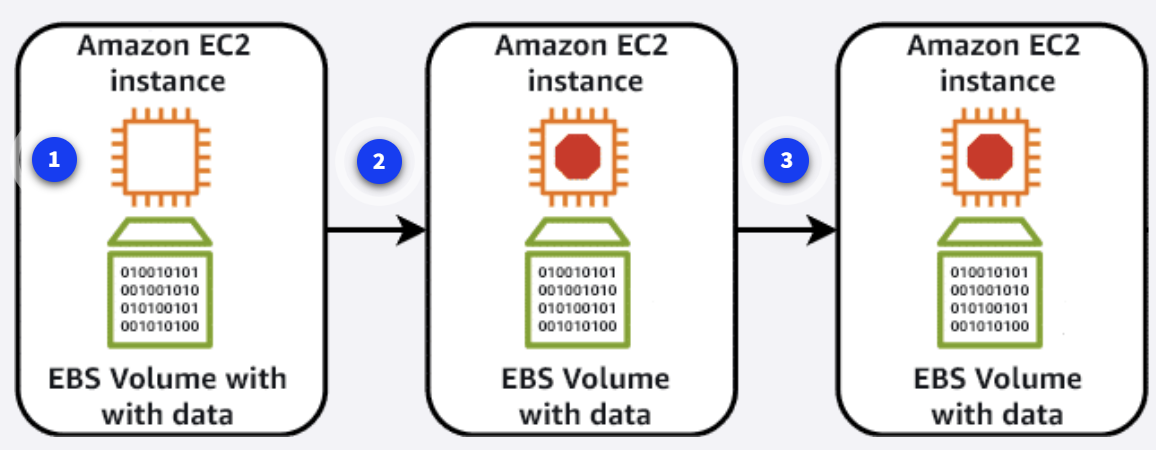 Amazon EC2
instance
1
010010101
001001010
010100101
001010100
EBS Volume with
with data
2
Amazon EC2
instance
010010101
001001010
010100101
001010100
EBS Volume
with data
3
Amazon EC2
instance
010010101
001001010
010100101
001010100
EBS Volume
with data